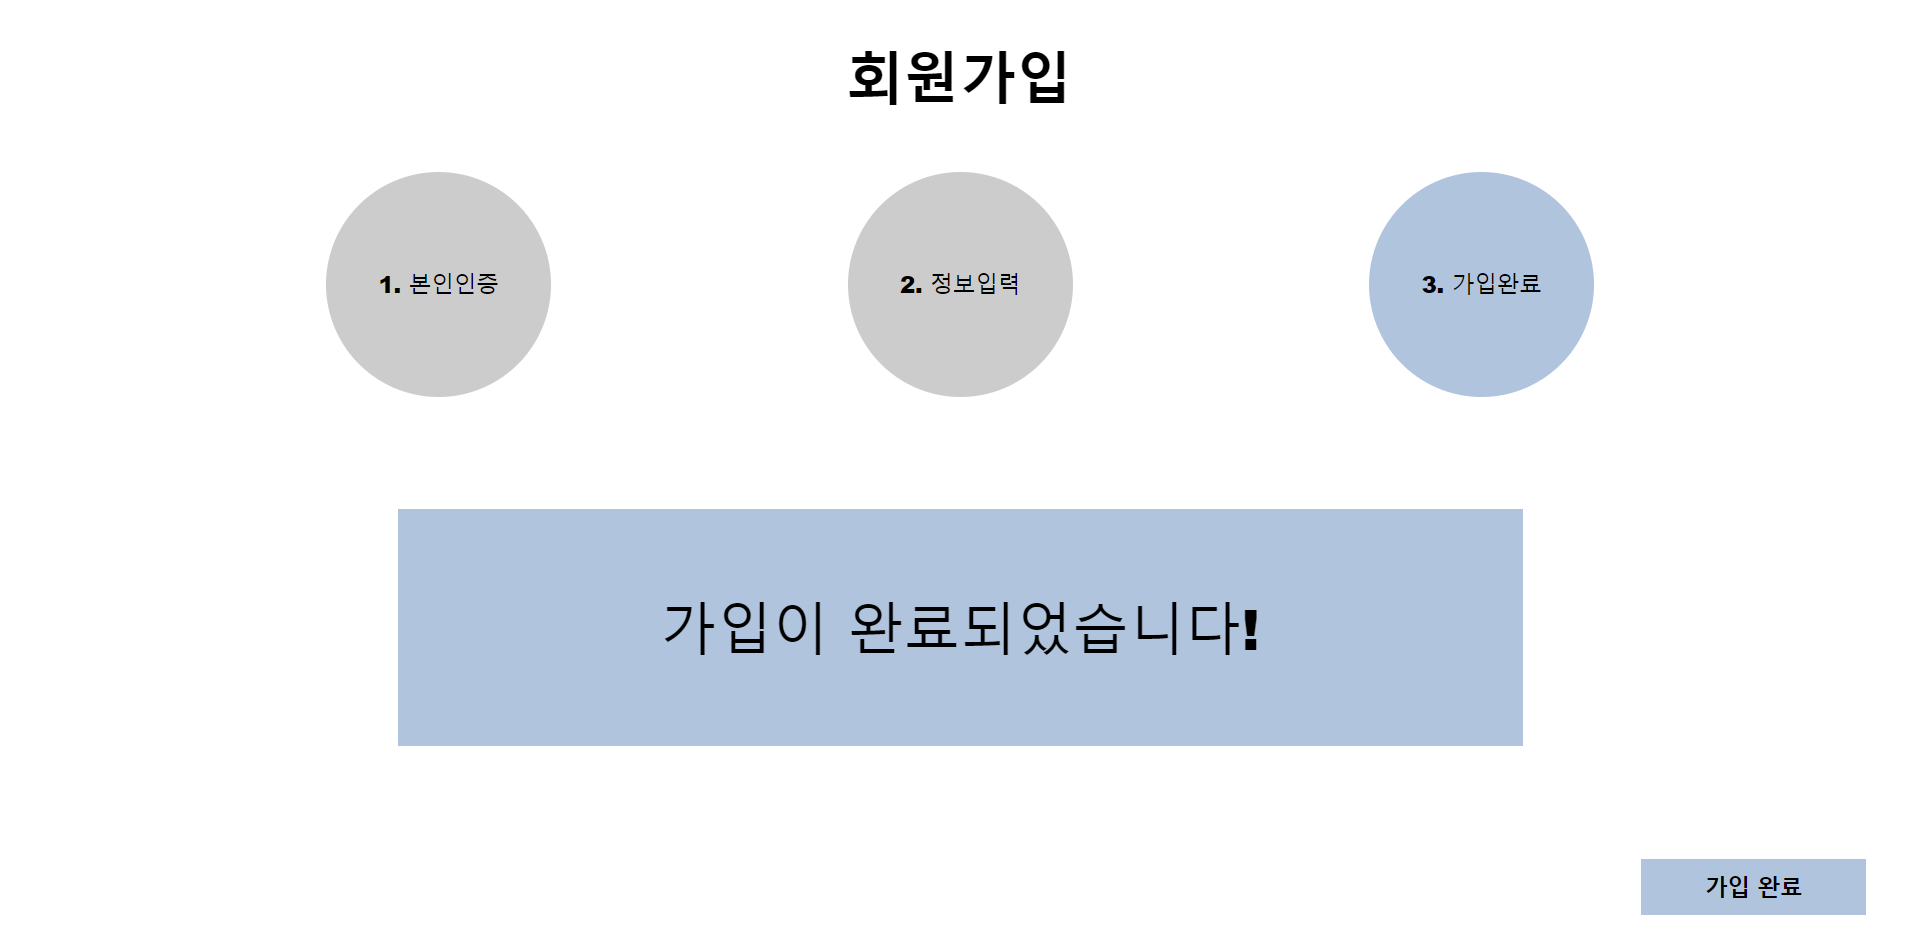 회원가입
1. 본인인증
2. 정보입력
3. 가입완료
가입이 완료되었습니다!
가입 완료